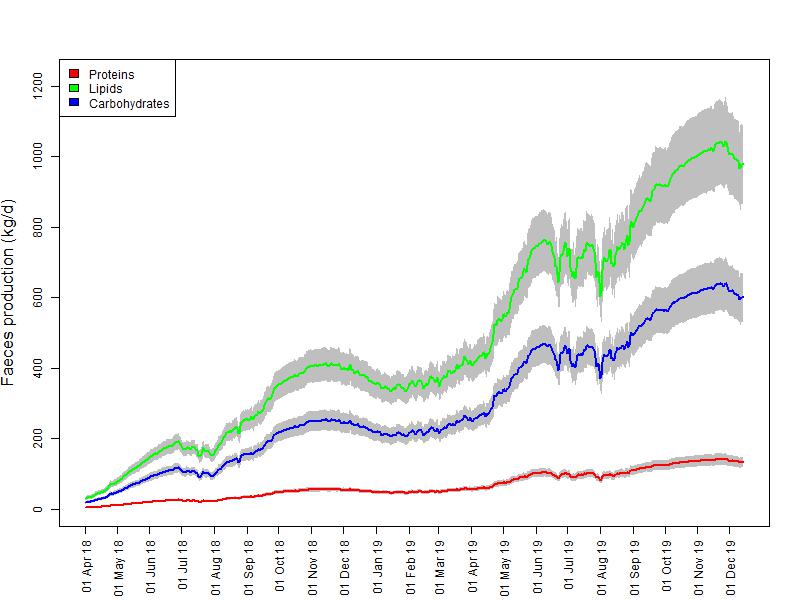 Proteins
Lipids
Carbohydrates
Faeces production (kg/d)
1200
1000
800
600
400
200
0
01 Apr 18
01 May 18
01 Jun 18
01 Jul 18
01 Aug 18
01 Sep 18
01 Oct 18
01 Nov 18
01 Dec 18
01 Jan 19
01 Feb 19
01 Mar 19
01 Apr 19
01 May 19
01 Jun 19
01 Jul 19
01 Aug 19
01 Sep 19
01 Oct 19
01 Nov 19
01 Dec 19